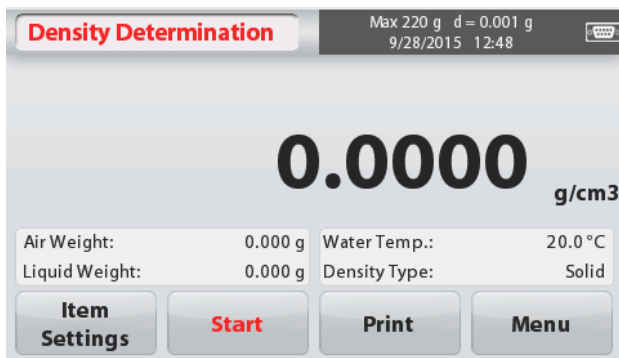 Density Determination
Max 220 g d = 0.001 g
9/28/2015 12:48
0.0000
g/cm3
Air Weight: 0.000 g
Liquid Weight: 0.000 g
Water Temp.: 20.0 °C
Density Type: Solid
Item
Settings
Start
Print
Menu